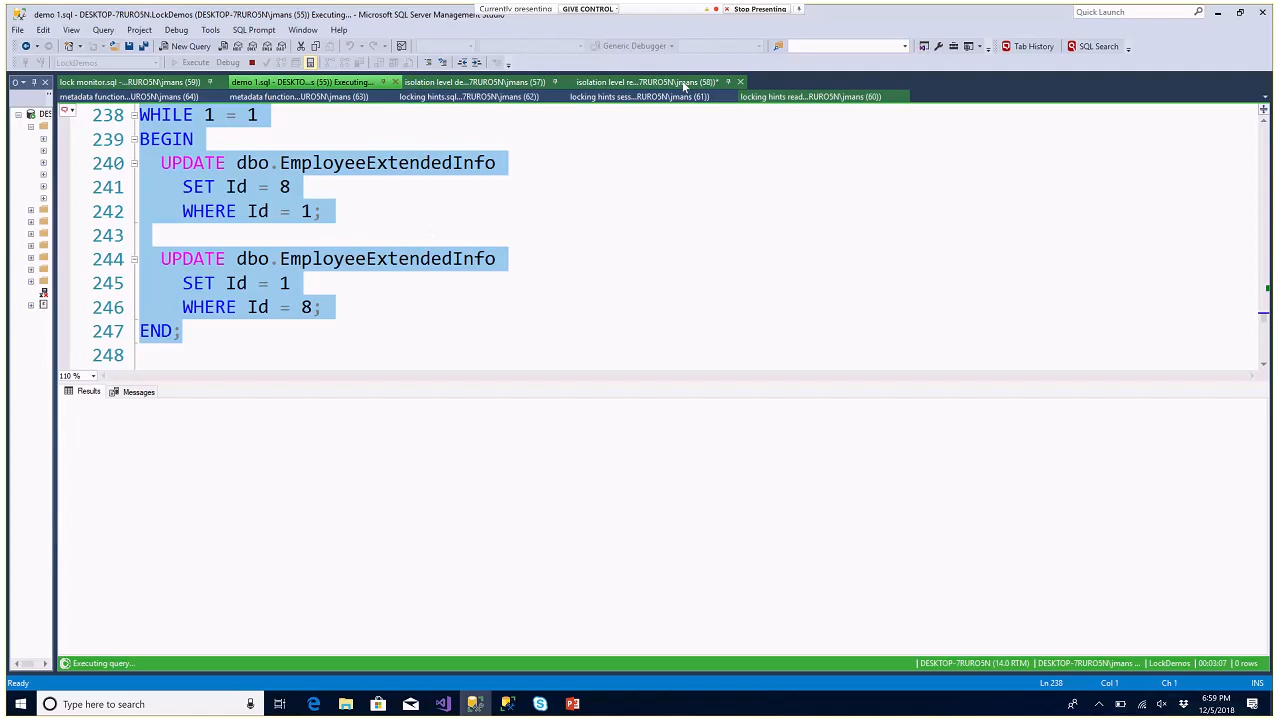 demo 1.sql - DESKTOP-7RURO5N.LockDemos (DESKTOP-7RURO5N\jmans (55)) Executing... - Microsoft SQL Server Management Studio
Currently presenting GIVE CONTROL Stop Presenting
Quick Launch
File Edit View Query Project Debug Tools SQL Prompt Window Help
New Query Generic Debugger Tab History SQL Search
LockDemos Execute Debug
lock monitor.sql -...RURO5N\jmans (59)) demo 1.sql - DESKTO...s (55)) Executing... isolation level de...7RURO5N\jmans (57)) isolation level re...7RURO5N\jmans (58))*
metadata function...URO5N\jmans (64)) metadata function...URO5N\jmans (63)) locking hints.sql...7RURO5N\jmans (62)) locking hints sess...RURO5N\jmans (61)) locking hints read...RURO5N\jmans (60))
DES
238 WHILE 1 = 1
239 BEGIN
240 UPDATE dbo.EmployeeExtendedInfo
241 SET Id = 8
242 WHERE Id = 1;
243
244 UPDATE dbo.EmployeeExtendedInfo
245 SET Id = 1
246 WHERE Id = 8;
247 END;
248
110 %
Results Messages
Executing query... DESKTOP-7RURO5N (14.0 RTM) DESKTOP-7RURO5N\jmans ... LockDemos 00:03:07 0 rows
Ready Ln 238 Col 1 Ch 1 INS
Type here to search
6:59 PM
12/5/2018